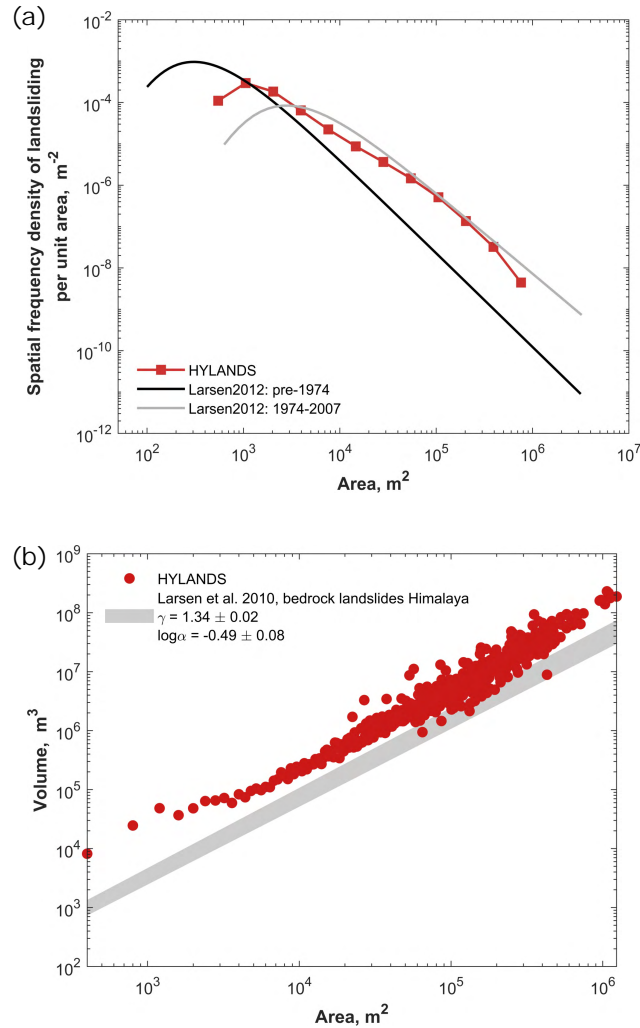 (a)
10^-2
10^-4
10^-6
10^-8
10^-10
10^-12
Spatial frequency density of landsliding
per unit area, m^-2
HYLANDS
Larsen2012: pre-1974
Larsen2012: 1974-2007
10^2 10^3 10^4 10^5 10^6 10^7
Area, m^2
(b)
10^9
10^8
10^7
10^6
10^5
10^4
10^3
10^2
Volume, m^3
HYLANDS
Larsen et al. 2010, bedrock landslides Himalaya
γ = 1.34 ± 0.02
logα = -0.49 ± 0.08
10^3 10^4 10^5 10^6
Area, m^2